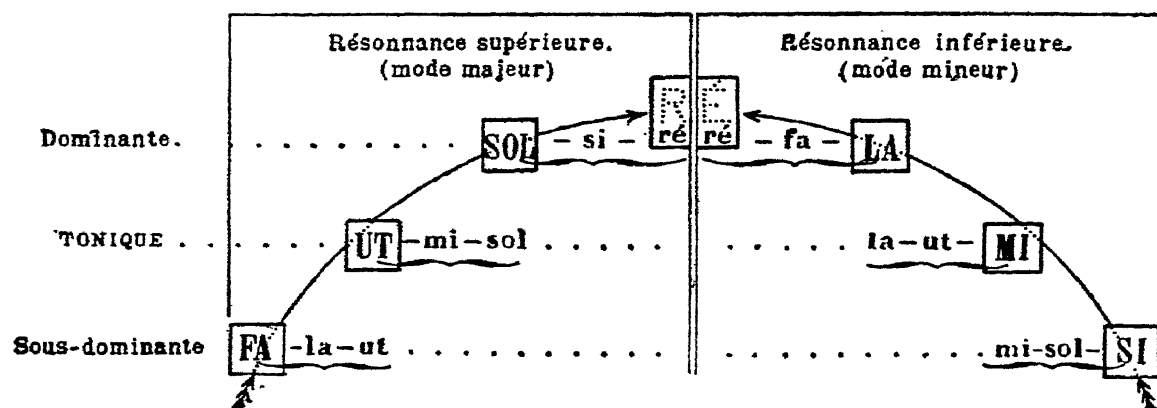 Résonnance supérieure. Résonnance inférieure.
(mode majeur) (mode mineur)
RÉ
Dominante. SOL - si - ré ré - fa - LA
TONIQUE UT - mi - sol la - ut - MI
Sous-dominante FA - la - ut mi - sol - SI